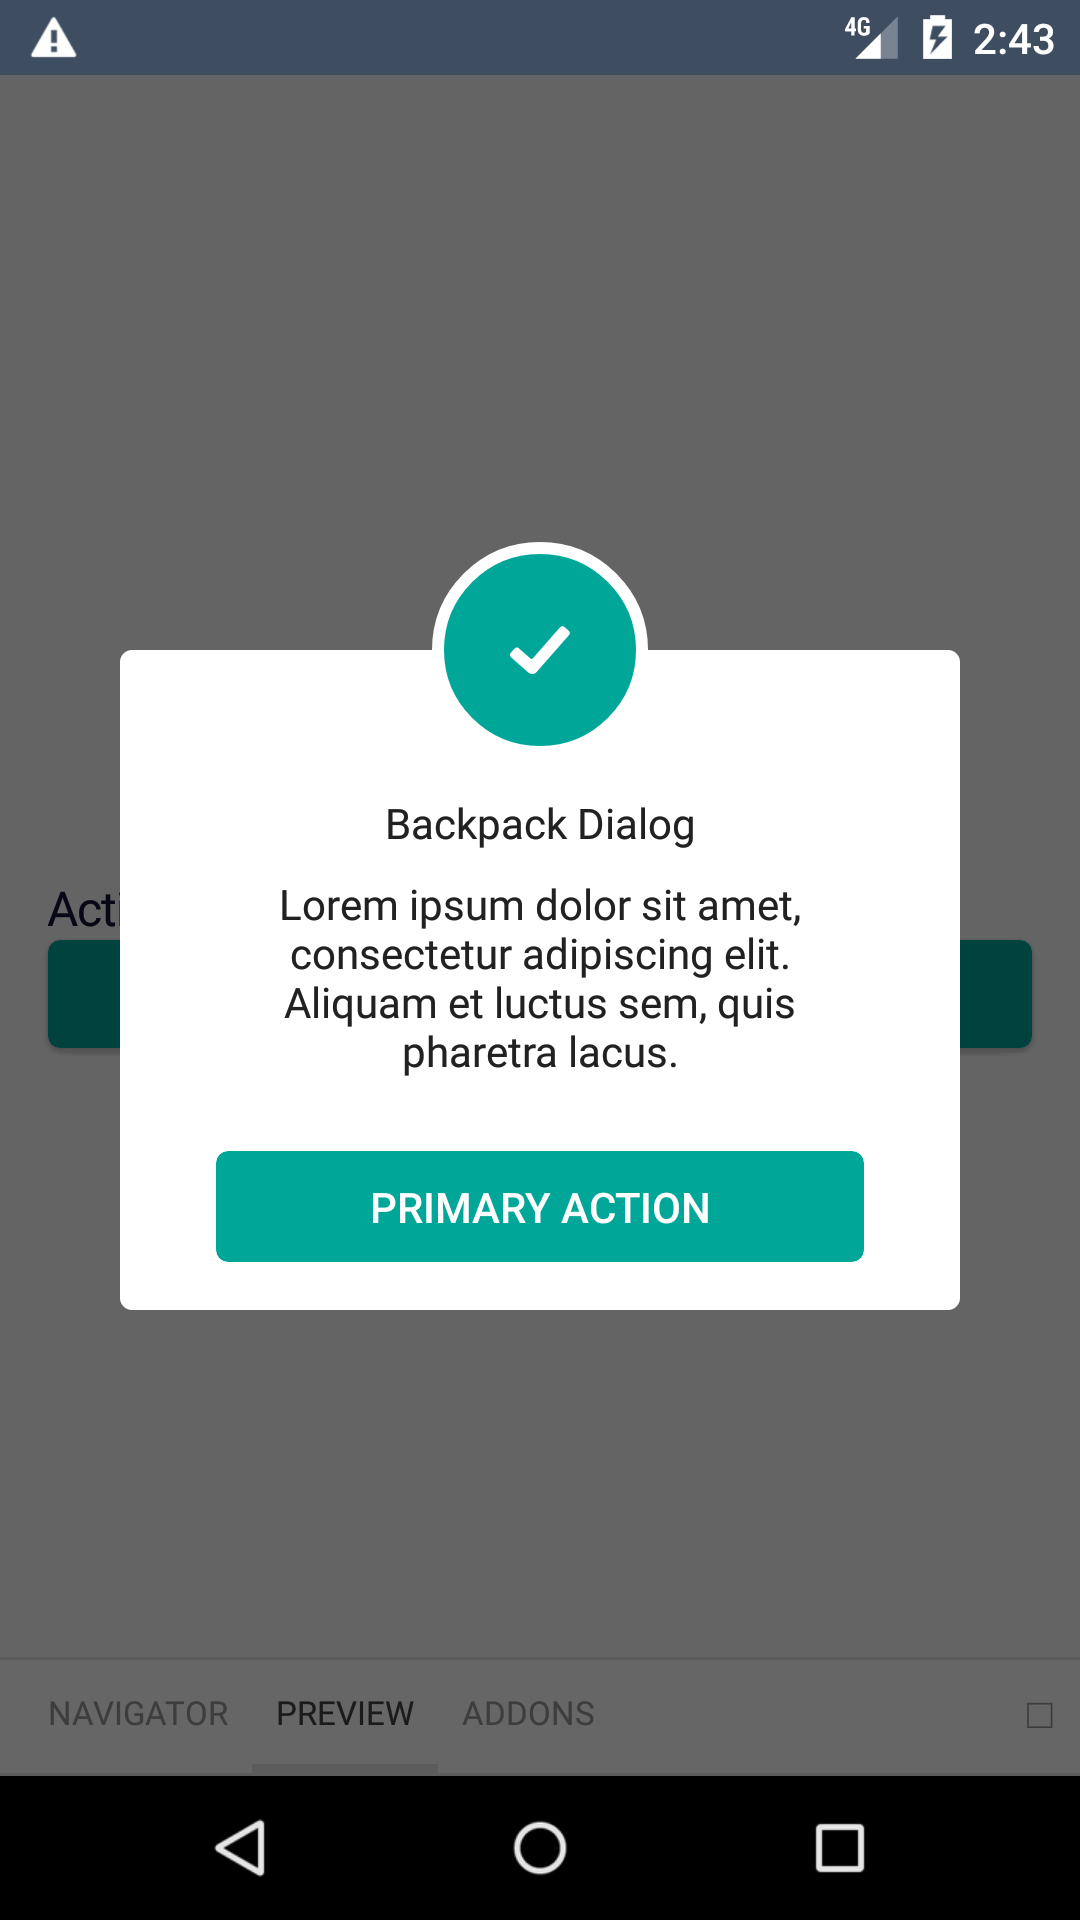 4G 2:43
Backpack Dialog
Lorem ipsum dolor sit amet,
consectetur adipiscing elit.
Aliquam et luctus sem, quis
pharetra lacus.
Acti
PRIMARY ACTION
NAVIGATOR PREVIEW ADDONS